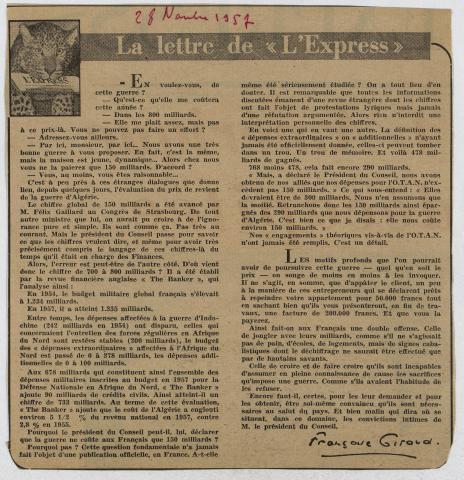 28 Novembre 1957
La lettre de « L'Express »
- EN voulez-vous, de
cette guerre ?
— Qu'est-ce qu'elle me coûtera
cette année ?
— Dans les 800 milliards.
— Elle me plaît assez, mais pas
à ce prix-là. Vous ne pouvez pas faire un effort ?
— Adressez-vous ailleurs.
— Par ici, monsieur, par ici... Nous avons une très
bonne guerre à vous proposer. En fait, c'est la même,
mais la maison est jeune, dynamique... Alors chez nous
vous ne la paierez que 150 milliards. D'accord ?
— Vous, au moins, vous êtes raisonnable...
C'est à peu près à ces étranges dialogues que donne
lieu, depuis quelques jours, l'évaluation du prix de revient
de la guerre d'Algérie.
Le chiffre global de 150 milliards a été avancé par
M. Félix Gaillard au Congrès de Strasbourg. De tout
autre ministre que lui, on aurait pu croire à de l'igno-
rance pure et simple. Ils sont comme ça. Pas très au
courant. Mais le président du Conseil passe pour savoir
ce que les chiffres veulent dire, et même pour avoir très
précisément compris le langage de ces chiffres-là du
temps qu'il était en charge des Finances.
Alors, l'erreur est peut-être de l'autre côté. D'où vient
donc le chiffre de 700 à 800 milliards ? Il a été établi
par la revue financière anglaise « The Banker », qui
l'analyse ainsi :
En 1954, le budget militaire global français s'élevait
à 1.234 milliards.
En 1957, il a atteint 1.335 milliards.
Entre temps, les dépenses affectées à la guerre d'Indo-
chine (242 milliards en 1954) ont disparu, celles qui
concernaient l'entretien des forces régulières en Afrique
du Nord sont restées stables (300 milliards), le budget
des « dépenses extraordinaires » affectées à l'Afrique du
Nord est passé de 0 à 378 milliards, les dépenses addi-
tionnelles de 0 à 100 milliards.
Aux 678 milliards qui constituent ainsi l'ensemble des
dépenses militaires inscrites au budget en 1957 pour la
Défense Nationale en Afrique du Nord, « The Banker »
ajoute 90 milliards de crédits civils. Ainsi atteint-il un
chiffre de 733 milliards. Au terme de cette évaluation,
« The Banker » ajoute que le coût de l'Algérie a englouti
environ 5 1/2 % du revenu national en 1957, contre
2,8 % en 1955.
Pourquoi le président du Conseil peut-il, lui, déclarer
que la guerre ne coûte aux Français que 150 milliards ?
Pourquoi pas ? Cette question fondamentale n'a jamais
fait l'objet d'une publication officielle, en France. A-t-elle
même été sérieusement étudiée ? On a tout lieu d'en
douter. Il est remarquable que toutes les informations
discutées émanent d'une revue étrangère dont les chiffres
ont fait l'objet de protestations lyriques mais jamais
d'une réfutation argumentée. Alors rien n'interdit une
interprétation personnelle des chiffres.
En voici une qui en vaut une autre. La définition des
« dépenses extraordinaires » on « additionnelles » n'ayant
jamais été officiellement donnée, celles-ci peuvent tomber
dans un trou. Un trou de mémoire. Et voilà 478 mil-
liards de gagnés.
768 moins 478, cela fait encore 290 milliards.
« Mais, a déclaré le Président du Conseil, nous avons
obtenu de nos alliés que nos dépenses pour l'O.T.A.N. n'ex-
cèdent pas 150 milliards. » Ce qui sous-entend : « Elles
devraient être de 300 milliards. Nous n'en assumons que
la moitié. Retranchons donc les 150 milliards ainsi épar-
gnés des 290 milliards que nous dépensons pour la guerre
d'Algérie. C'est bien ce que je disais : elle nous coûte
environ 150 milliards. »
Nos « engagements » théoriques vis-à-vis de l'O.T.A.N.
n'ont jamais été remplis. C'est un détail.
LES motifs profonds que l'on pourrait
avoir de poursuivre cette guerre — quel qu'en soit le
prix — on songe de moins en moins à les invoquer.
Il ne s'agit, en somme, que d'appâter le client, un peu
à la manière de ces entrepreneurs qui se déclarent prêts
à repeindre votre appartement pour 50.000 francs tout
en sachant bien qu'ils vous présenteront, en fin de tra-
vaux, une facture de 200.000 francs. Et que vous la
payerez.
Ainsi fait-on aux Français une double offense. Celle
de jongler avec leurs milliards, comme s'il ne s'agissait
pas de pain, d'écoles, de logements, mais de signes caba-
listiques dont le déchiffrage ne saurait être effectué que
par de hautains savants.
Celle de croire et de faire croire qu'ils sont incapables
d'assumer en pleine connaissance de cause les sacrifices
qu'impose une guerre. Comme s'ils avaient l'habitude de
les refuser.
Encore faut-il, certes, pour les leur demander et pour
les obtenir, être soi-même convaincu qu'ils sont néces-
saires au salut du pays. Et bien malin qui dira où se
situent, dans ce domaine, les convictions intimes de
M. le président du Conseil.
Françoise Giroud.